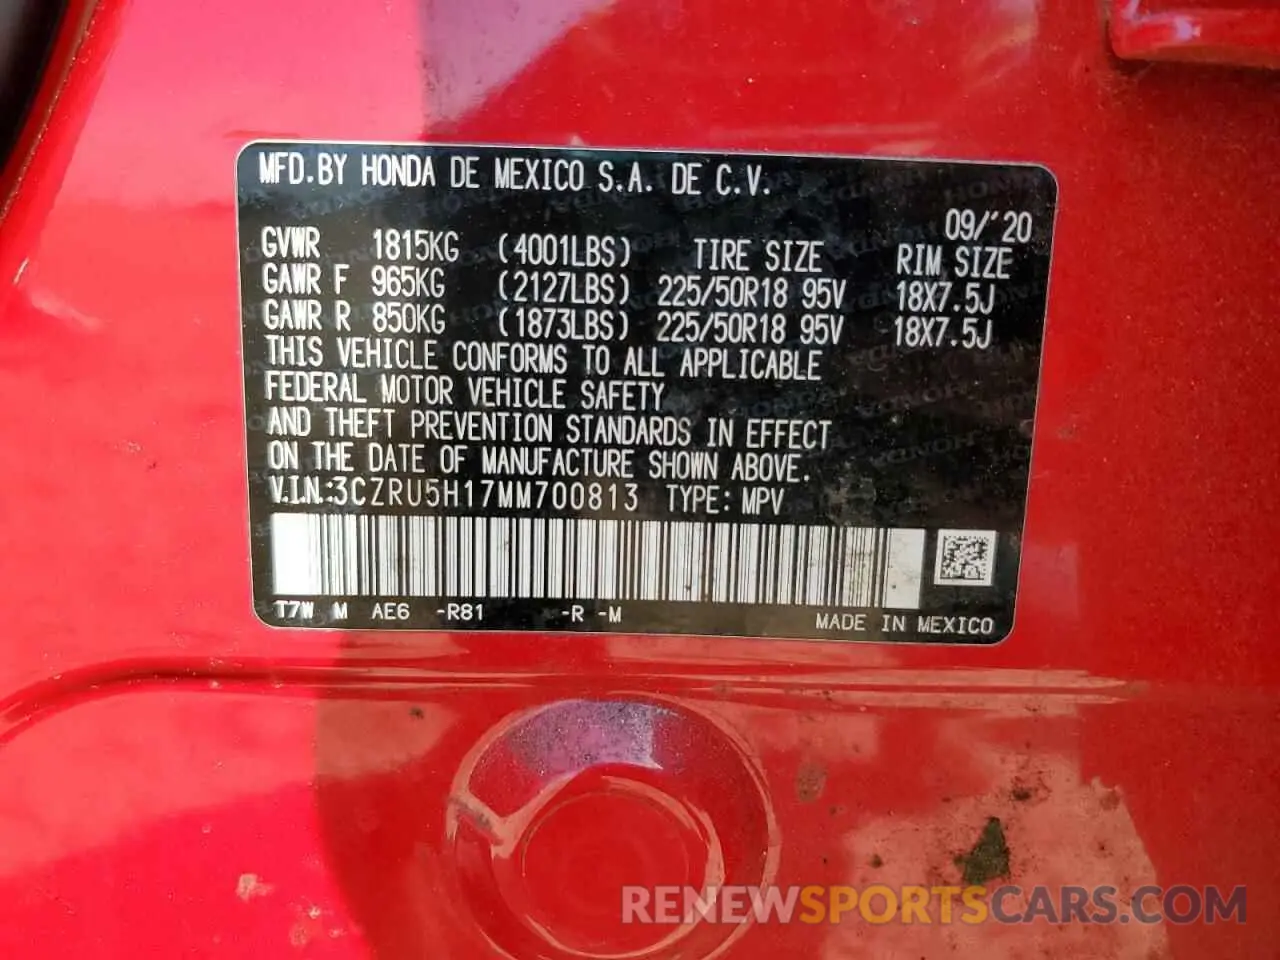 MFD.BY HONDA DE MEXICO S.A. DE C.V.
09/'20
GVWR 1815KG (4001LBS) TIRE SIZE RIM SIZE
GAWR F 965KG (2127LBS) 225/50R18 95V 18X7.5J
GAWR R 850KG (1873LBS) 225/50R18 95V 18X7.5J
THIS VEHICLE CONFORMS TO ALL APPLICABLE
FEDERAL MOTOR VEHICLE SAFETY
AND THEFT PREVENTION STANDARDS IN EFFECT
ON THE DATE OF MANUFACTURE SHOWN ABOVE.
V.I.N.:3CZRU5H17MM700813 TYPE: MPV
T7W M AE6 -R81 -R -M MADE IN MEXICO
RENEWSPORTSCARS.COM